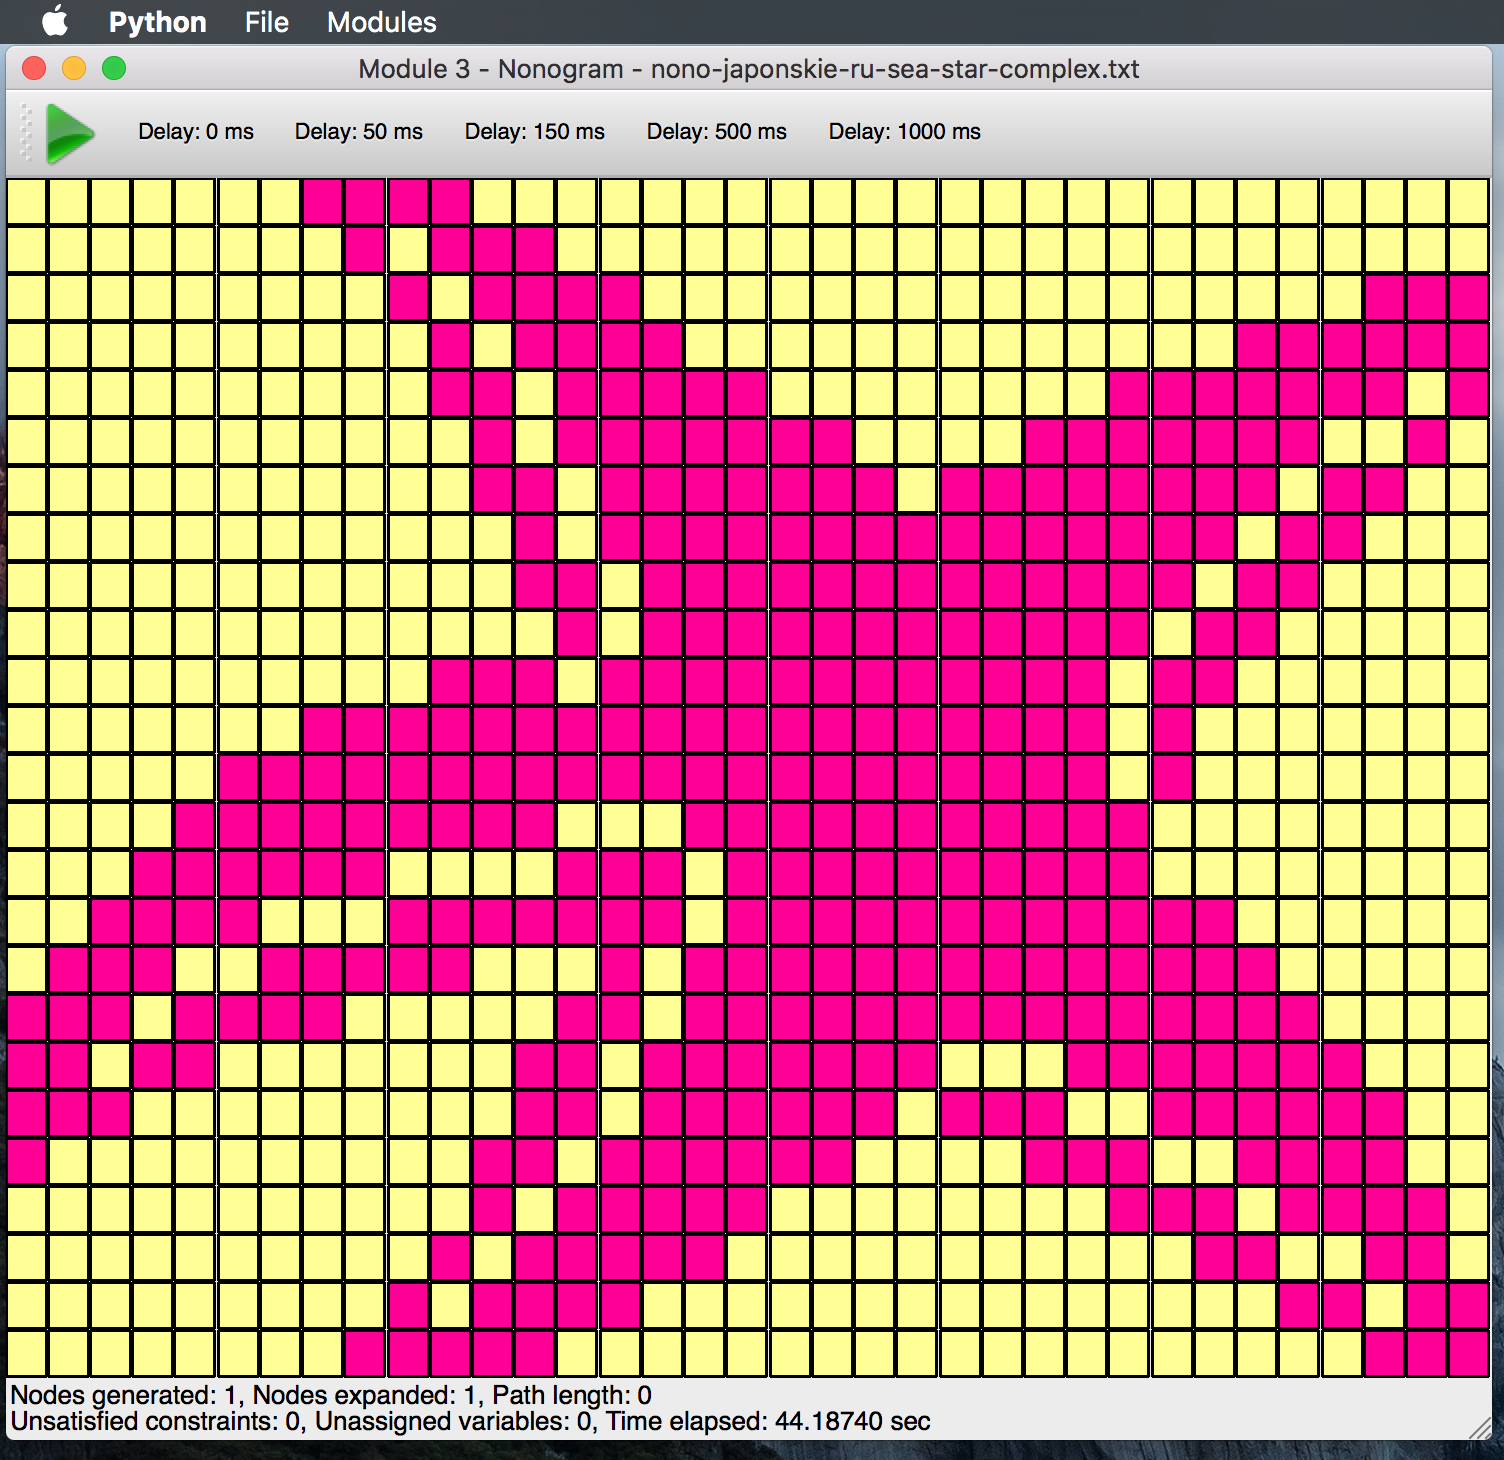 Python File Modules
Module 3 - Nonogram - nono-japonskie-ru-sea-star-complex.txt
Delay: 0 ms Delay: 50 ms Delay: 150 ms Delay: 500 ms Delay: 1000 ms
Nodes generated: 1, Nodes expanded: 1, Path length: 0
Unsatisfied constraints: 0, Unassigned variables: 0, Time elapsed: 44.18740 sec